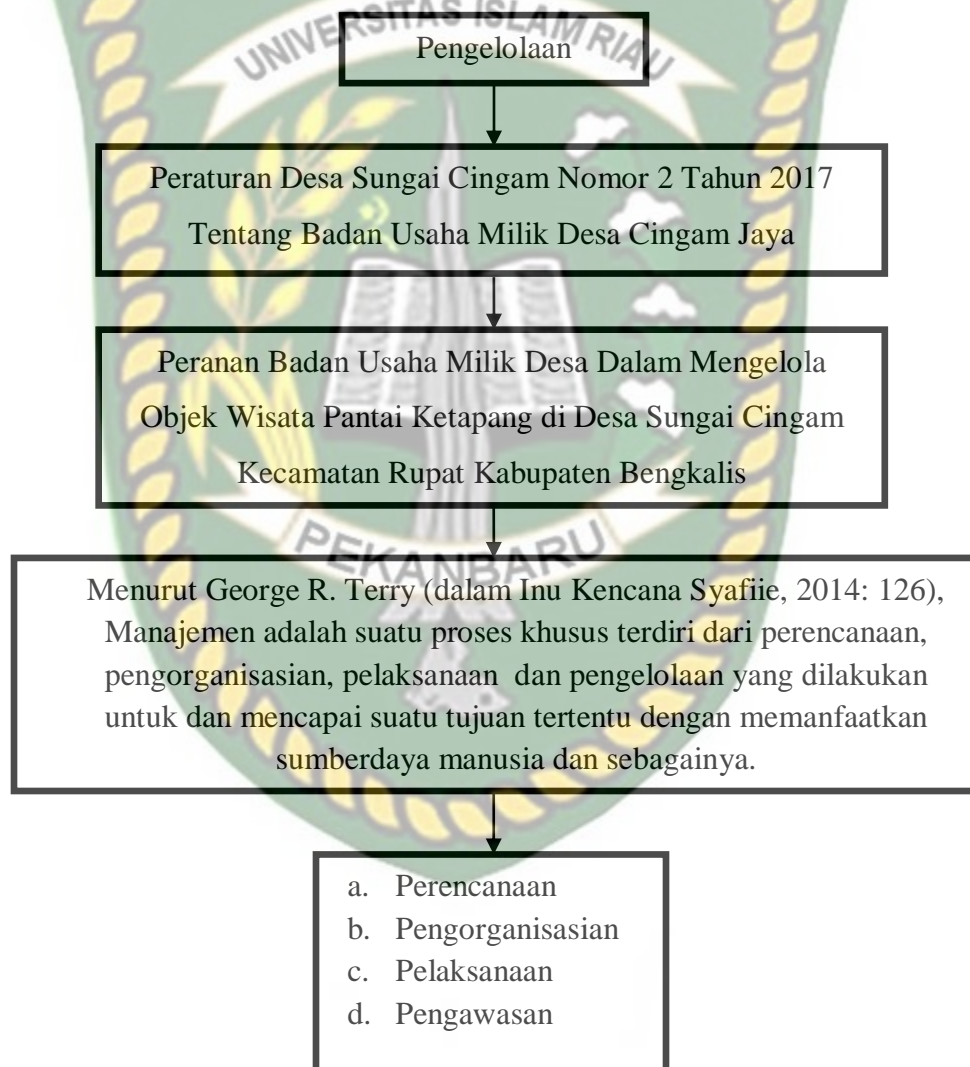 UNIVERSITAS ISLAM RIAU
Pengelolaan
Peraturan Desa Sungai Cingam Nomor 2 Tahun 2017
Tentang Badan Usaha Milik Desa Cingam Jaya
Peranan Badan Usaha Milik Desa Dalam Mengelola
Objek Wisata Pantai Ketapang di Desa Sungai Cingam
Kecamatan Rupat Kabupaten Bengkalis
PEKANBARU
Menurut George R. Terry (dalam Inu Kencana Syafiie, 2014: 126),
Manajemen adalah suatu proses khusus terdiri dari perencanaan,
pengorganisasian, pelaksanaan dan pengelolaan yang dilakukan
untuk dan mencapai suatu tujuan tertentu dengan memanfaatkan
sumberdaya manusia dan sebagainya.
a. Perencanaan
b. Pengorganisasian
c. Pelaksanaan
d. Pengawasan